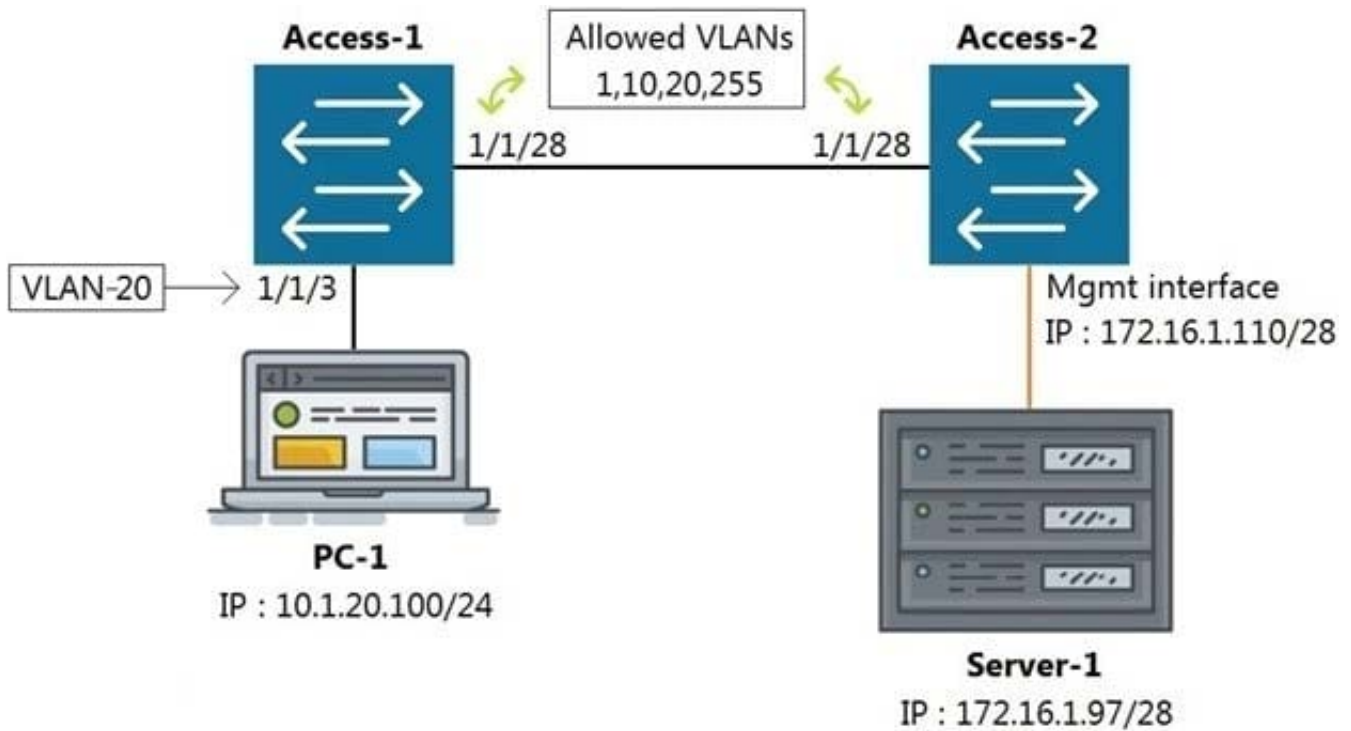 Access-1
Allowed VLANs
1,10,20,255
Access-2
1/1/28
1/1/28
VLAN-20
1/1/3
Mgmt interface
IP : 172.16.1.110/28
PC-1
IP : 10.1.20.100/24
Server-1
IP : 172.16.1.97/28